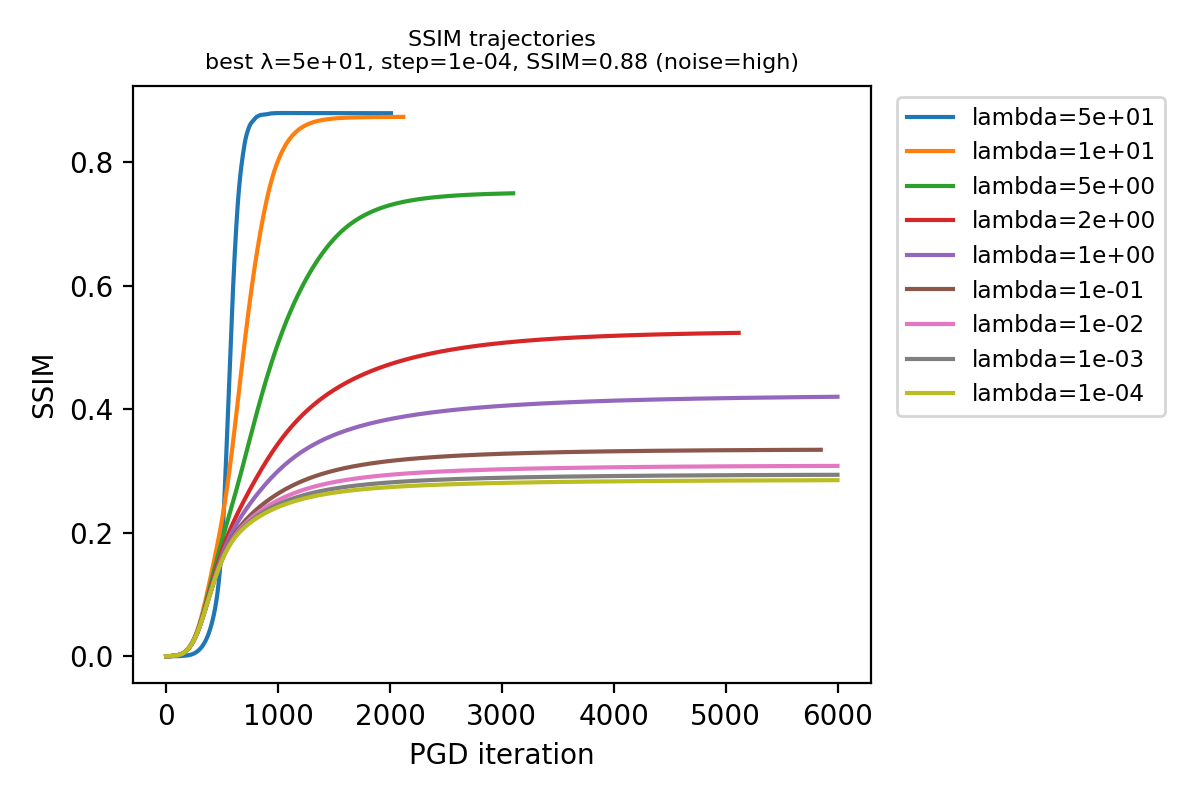 SSIM trajectories
best λ=5e+01, step=1e-04, SSIM=0.88 (noise=high)
SSIM
0.8
0.6
0.4
0.2
0.0
0 1000 2000 3000 4000 5000 6000
PGD iteration
lambda=5e+01
lambda=1e+01
lambda=5e+00
lambda=2e+00
lambda=1e+00
lambda=1e-01
lambda=1e-02
lambda=1e-03
lambda=1e-04